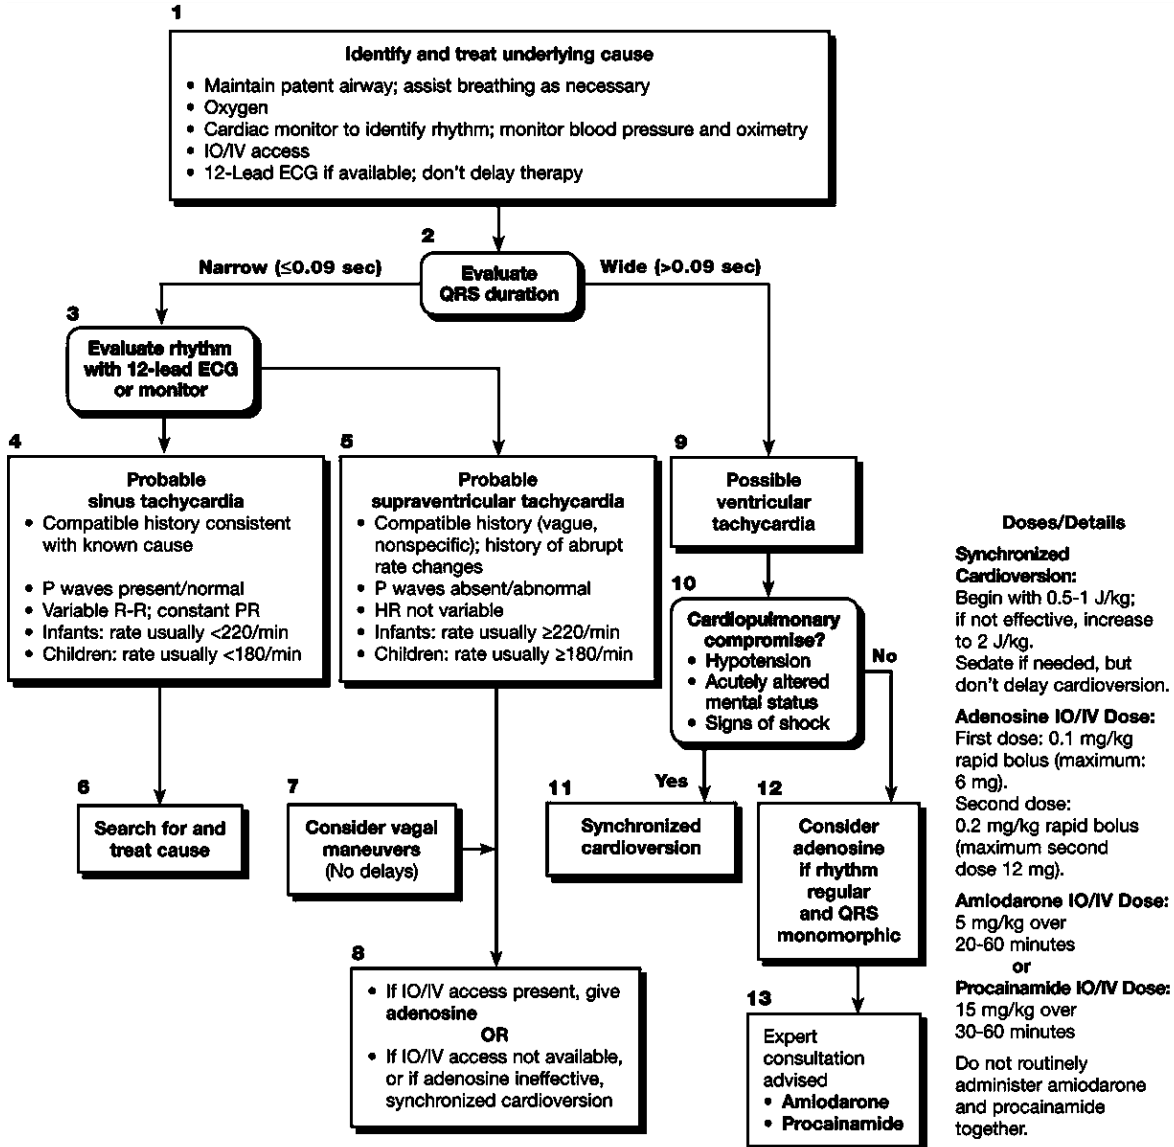 1
Identify and treat underlying cause
• Maintain patent airway; assist breathing as necessary
• Oxygen
• Cardiac monitor to identify rhythm; monitor blood pressure and oximetry
• IO/IV access
• 12-Lead ECG if available; don't delay therapy
2
Evaluate
QRS duration
Narrow (≤0.09 sec)
Wide (>0.09 sec)
3
Evaluate rhythm
with 12-lead ECG
or monitor
4
Probable
sinus tachycardia
• Compatible history consistent
with known cause
• P waves present/normal
• Variable R-R; constant PR
• Infants: rate usually <220/min
• Children: rate usually <180/min
5
Probable
supraventricular tachycardia
• Compatible history (vague,
nonspecific); history of abrupt
rate changes
• P waves absent/abnormal
• HR not variable
• Infants: rate usually ≥220/min
• Children: rate usually ≥180/min
9
Possible
ventricular
tachycardia
10
Cardiopulmonary
compromise?
• Hypotension
• Acutely altered
mental status
• Signs of shock
No
Yes
6
Search for and
treat cause
7
Consider vagal
maneuvers
(No delays)
8
• If IO/IV access present, give
adenosine
OR
• If IO/IV access not available,
or if adenosine ineffective,
synchronized cardioversion
11
Synchronized
cardioversion
12
Consider
adenosine
if rhythm
regular
and QRS
monomorphic
13
Expert
consultation
advised
• Amiodarone
• Procainamide
Doses/Details
Synchronized
Cardioversion:
Begin with 0.5-1 J/kg;
if not effective, increase
to 2 J/kg.
Sedate if needed, but
don't delay cardioversion.
Adenosine IO/IV Dose:
First dose: 0.1 mg/kg
rapid bolus (maximum:
6 mg).
Second dose:
0.2 mg/kg rapid bolus
(maximum second
dose 12 mg).
Amiodarone IO/IV Dose:
5 mg/kg over
20-60 minutes
or
Procainamide IO/IV Dose:
15 mg/kg over
30-60 minutes
Do not routinely
administer amiodarone
and procainamide
together.